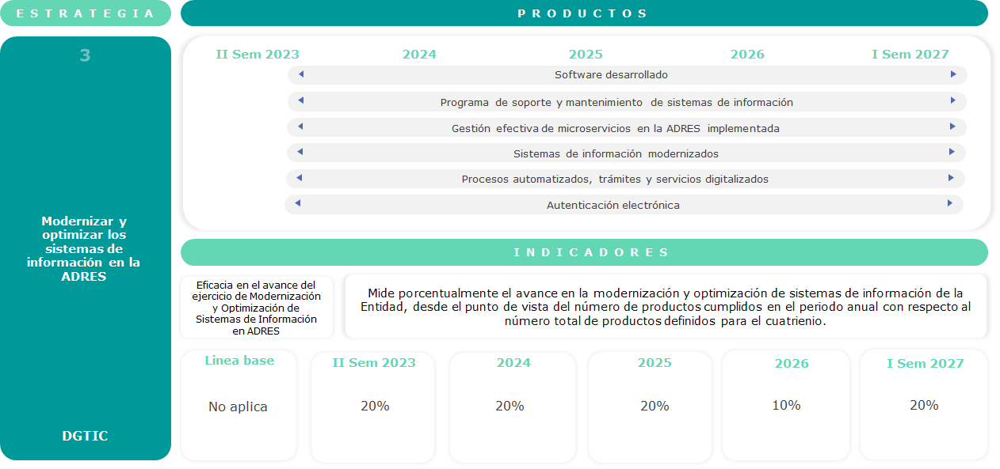 ESTRATEGIA
PRODUCTOS
3
Modernizar y
optimizar los
sistemas de
información en la
ADRES
DGTIC
II Sem 2023
2024
2025
2026
I Sem 2027
Software desarrollado
Programa de soporte y mantenimiento de sistemas de información
Gestión efectiva de microservicios en la ADRES implementada
Sistemas de información modernizados
Procesos automatizados, trámites y servicios digitalizados
Autenticación electrónica
INDICADORES
Eficacia en el avance del
ejercicio de Modernización
y Optimización de
Sistemas de Información
en ADRES
Mide porcentualmente el avance en la modernización y optimización de sistemas de información de la
Entidad, desde el punto de vista del número de productos cumplidos en el periodo anual con respecto al
número total de productos definidos para el cuatrienio.
Linea base
No aplica
II Sem 2023
20%
2024
20%
2025
20%
2026
10%
I Sem 2027
20%